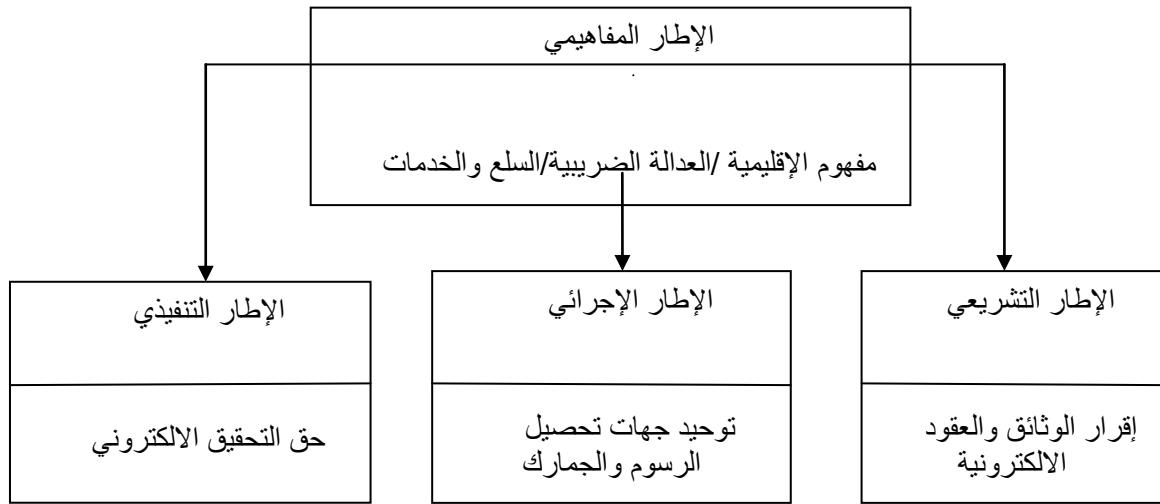 الإطار المفاهيمي
مفهوم الإقليمية /العدالة الضريبية/السلع والخدمات
الإطار التشريعي
إقرار الوثائق والعقود
الالكترونية
الإطار الإجرائي
توحيد جهات تحصيل
الرسوم والجمارك
الإطار التنفيذي
حق التحقيق الالكتروني